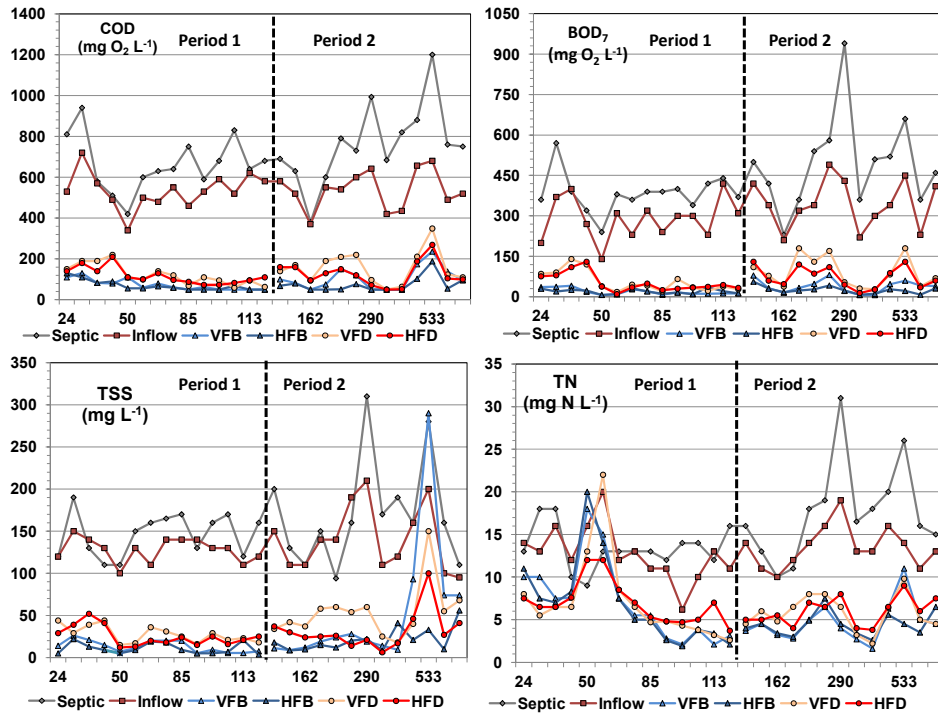 COD
(mg O₂ L⁻¹)
Period 1
Period 2
1400
1200
1000
800
600
400
200
0
24 50 85 113 162 290 533
Septic Inflow VFB HFB VFD HFD
BOD₇
(mg O₂ L⁻¹)
Period 1
Period 2
1050
900
750
600
450
300
150
0
24 50 85 113 162 290 533
Septic Inflow VFB HFB VFD HFD
TSS
(mg L⁻¹)
Period 1
Period 2
350
300
250
200
150
100
50
0
24 50 85 113 162 290 533
Septic Inflow VFB HFB VFD HFD
TN
(mg N L⁻¹)
Period 1
Period 2
35
30
25
20
15
10
5
0
24 50 85 113 162 290 533
Septic Inflow VFB HFB VFD HFD